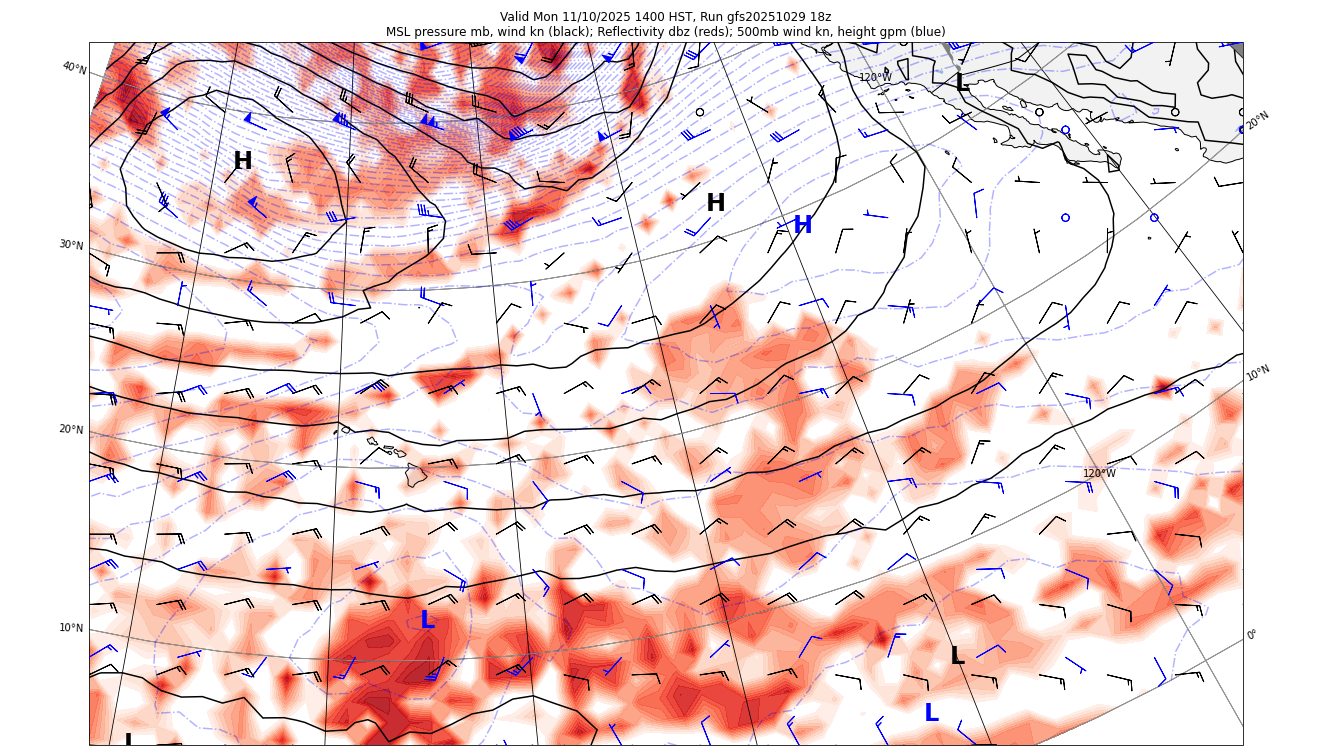 Valid Mon 11/10/2025 1400 HST, Run gfs20251029 18z
MSL pressure mb, wind kn (black); Reflectivity dbz (reds); 500mb wind kn, height gpm (blue)
40°N
120°W
L
20°N
H
H
H
30°N
10°N
20°N
120°W
10°N
L
0°
L
L
L